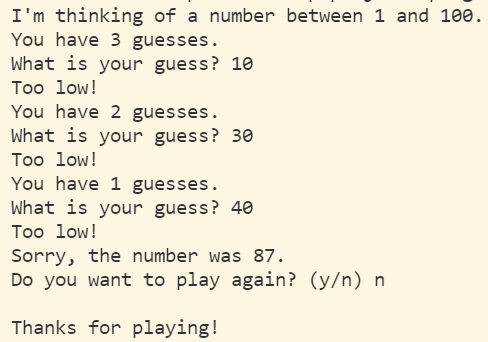 I'm thinking of a number between 1 and 100.
You have 3 guesses.
What is your guess? 10
Too low!
You have 2 guesses.
What is your guess? 30
Too low!
You have 1 guesses.
What is your guess? 40
Too low!
Sorry, the number was 87.
Do you want to play again? (y/n) n
Thanks for playing!